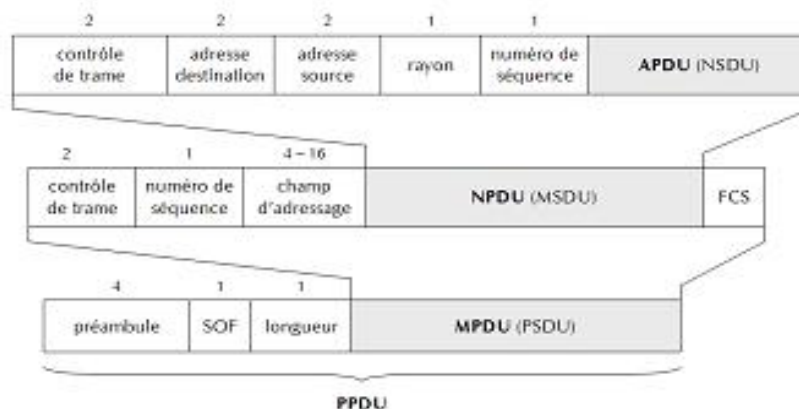 2 2 2 1 1
contrôle adresse adresse rayon numéro de APDU (NSDU)
de trame destination source séquence
2 1 4 – 16
contrôle numéro de champ NPDU (MSDU) FCS
de trame séquence d'adressage
4 1 1
préambule SOF longueur MPDU (PSDU)
PPDU